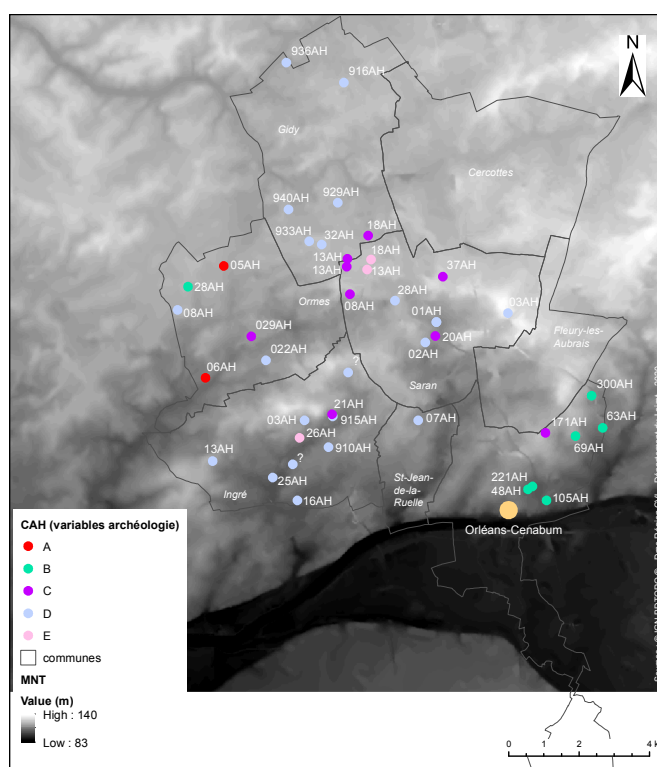 N
936AH
916AH
Gidy
Cercottes
940AH
929AH
933AH
32AH
18AH
18AH
13AH
13AH
13AH
37AH
05AH
28AH
08AH
Ormes
08AH
28AH
03AH
01AH
029AH
20AH
02AH
022AH
Fleury-les-
Aubrais
06AH
?
Saran
300AH
21AH
03AH
915AH
07AH
171AH
63AH
26AH
69AH
910AH
13AH
?
St-Jean-
de-la-
Ruelle
25AH
221AH
48AH
105AH
Ingré
16AH
Orléans-Cenabum
CAH (variables archéologie)
A
B
C
D
E
communes
MNT
Value (m)
High : 140
Low : 83
0 1 2 4 k